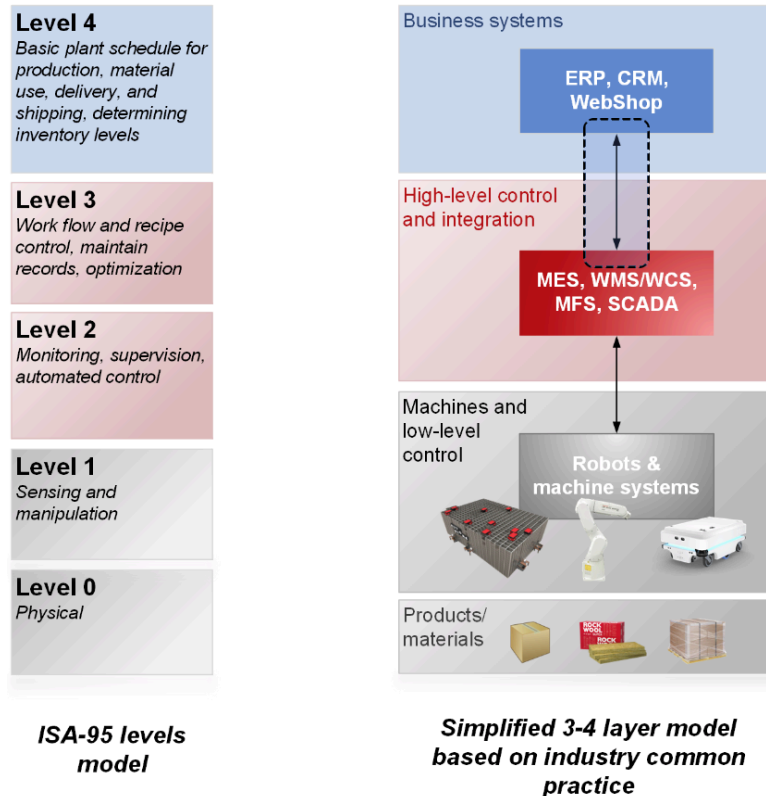 Level 4
Basic plant schedule for
production, material
use, delivery, and
shipping, determining
inventory levels
Level 3
Work flow and recipe
control, maintain
records, optimization
Level 2
Monitoring, supervision,
automated control
Level 1
Sensing and
manipulation
Level 0
Physical
ISA-95 levels
model
Business systems
ERP, CRM,
WebShop
High-level control
and integration
MES, WMS/WCS,
MFS, SCADA
Machines and
low-level
control
Robots &
machine systems
Products/
materials
ROCK
WOOL
Simplified 3-4 layer model
based on industry common
practice